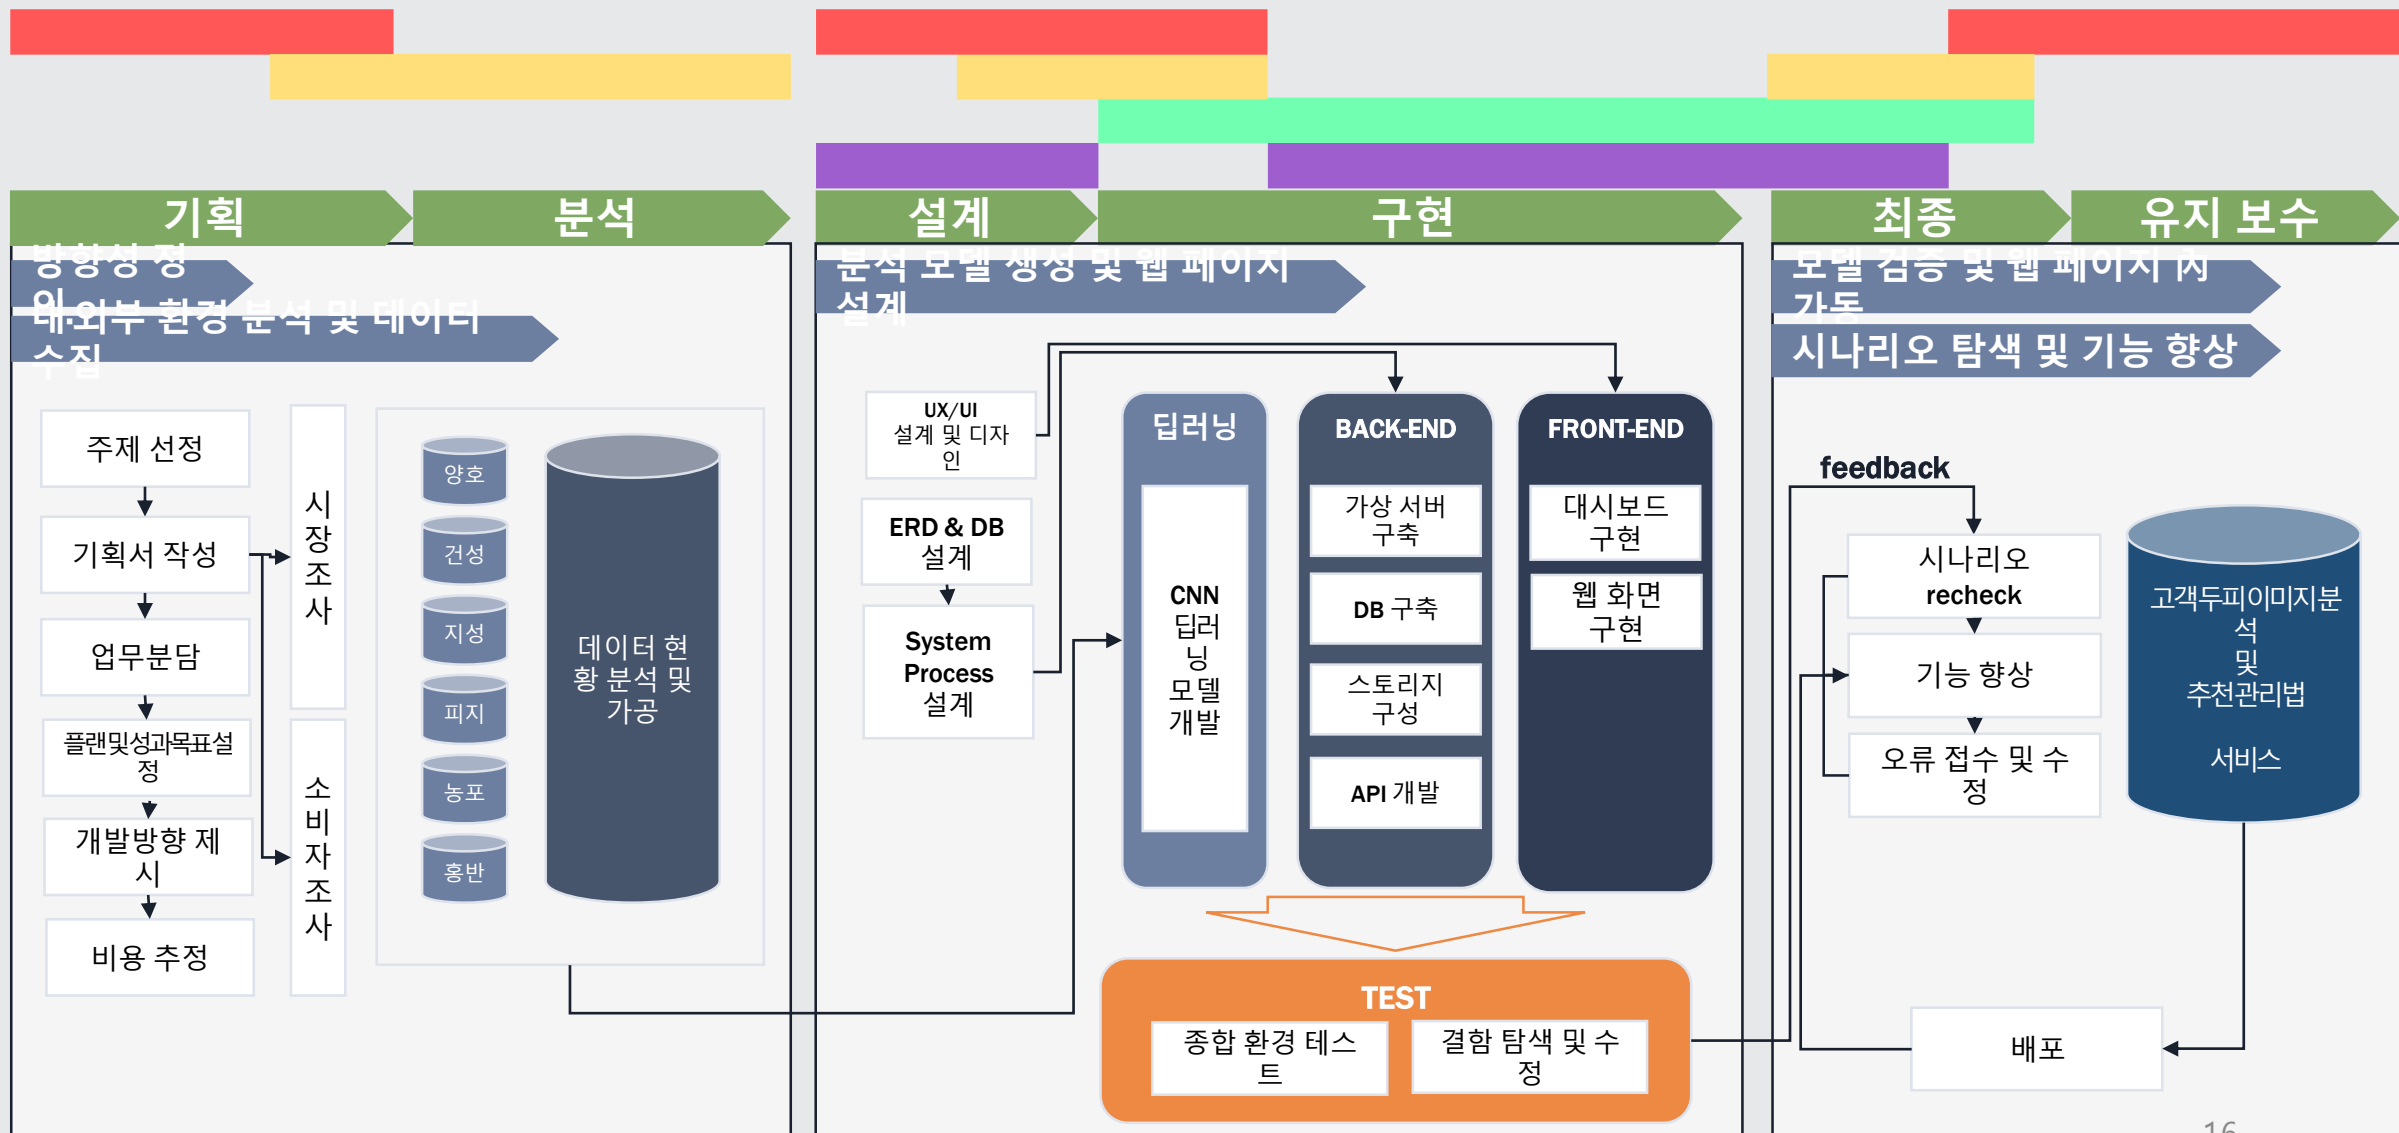 기획
분석
설계
구현
최종
유지 보수
방향성 정
의
내.외부 환경 분석 및 데이터
수집
분석 모델 생성 및 웹 페이지
설계
모델 검증 및 웹 페이지 內
가동
시나리오 탐색 및 기능 향상
주제 선정
기획서 작성
업무분담
플랜및성과목표설
정
개발방향 제
시
비용 추정
시
장
조
사
소
비
자
조
사
양호
건성
지성
피지
농포
홍반
데이터 현
황 분석 및
가공
UX/UI
설계 및 디자
인
ERD & DB
설계
System
Process
설계
딥러닝
CNN
딥러
닝
모델
개발
BACK-END
가상 서버
구축
DB 구축
스토리지
구성
API 개발
FRONT-END
대시보드
구현
웹 화면
구현
TEST
종합 환경 테스
트
결함 탐색 및 수
정
feedback
시나리오
recheck
기능 향상
오류 접수 및 수
정
고객두피이미지분
석
및
추천관리법
서비스
배포
16